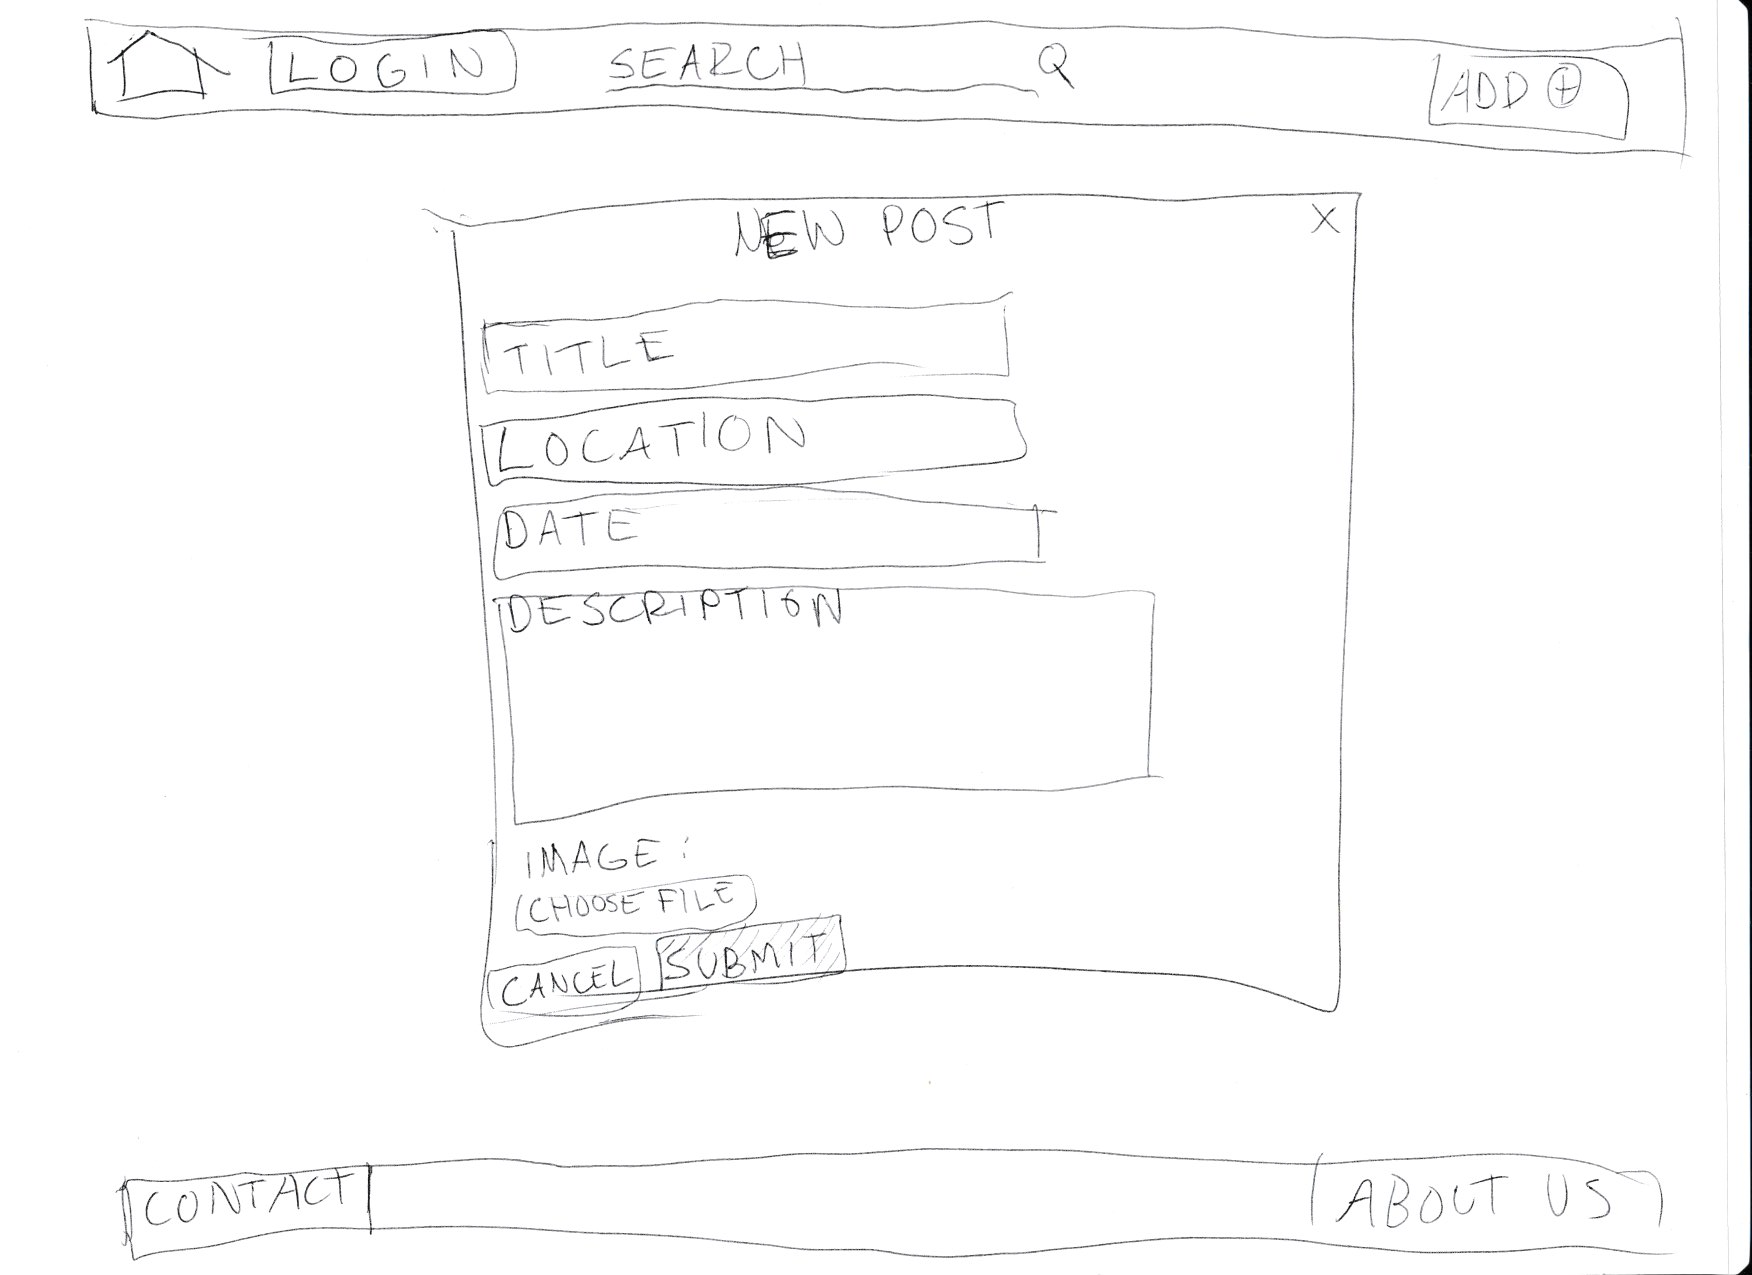 LOGIN SEARCH ADD
NEW POST X
TITLE
LOCATION
DATE
DESCRIPTION
IMAGE :
CHOOSE FILE
CANCEL SUBMIT
CONTACT ABOUT US